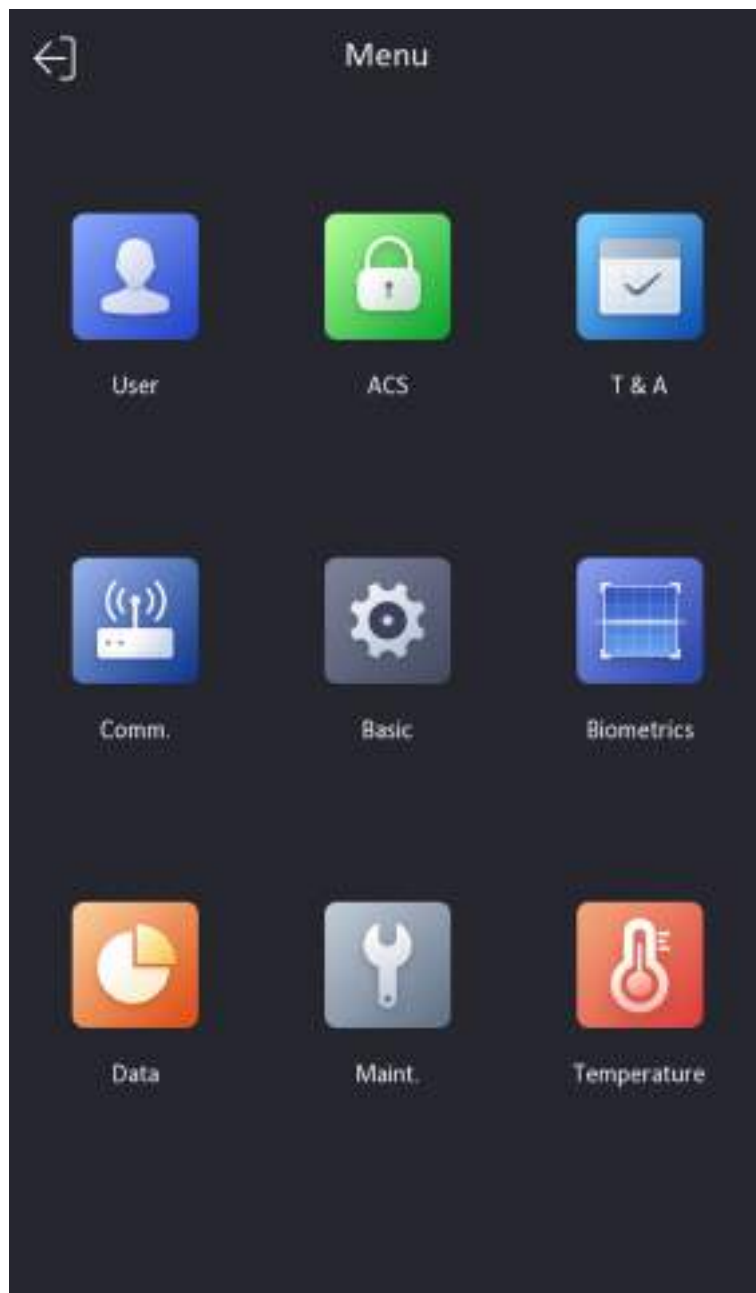 Menu
User
ACS
T & A
Comm.
Basic
Biometrics
Data
Maint.
Temperature